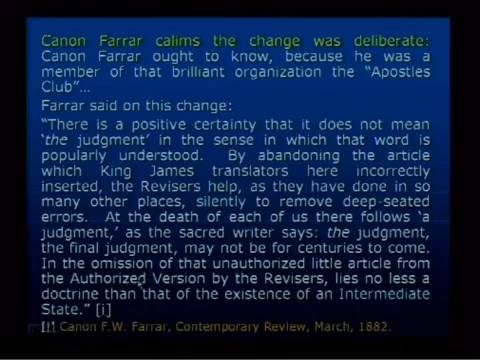 Canon Farrar calims the change was deliberate:
Canon Farrar ought to know, because he was a
member of that brilliant organization the “Apostles
Club”...
Farrar said on this change:
“There is a positive certainty that it does not mean
‘the judgment’ in the sense in which that word is
popularly understood. By abandoning the article
which King James translators here incorrectly
inserted, the Revisers help, as they have done in so
many other places, silently to remove deep-seated
errors. At the death of each of us there follows ‘a
judgment,’ as the sacred writer says: the judgment,
the final judgment, may not be for centuries to come.
In the omission of that unauthorized little article from
the Authorized Version by the Revisers, lies no less a
doctrine than that of the existence of an Intermediate
State.” [i]
[i] Canon F.W. Farrar, Contemporary Review, March, 1882.